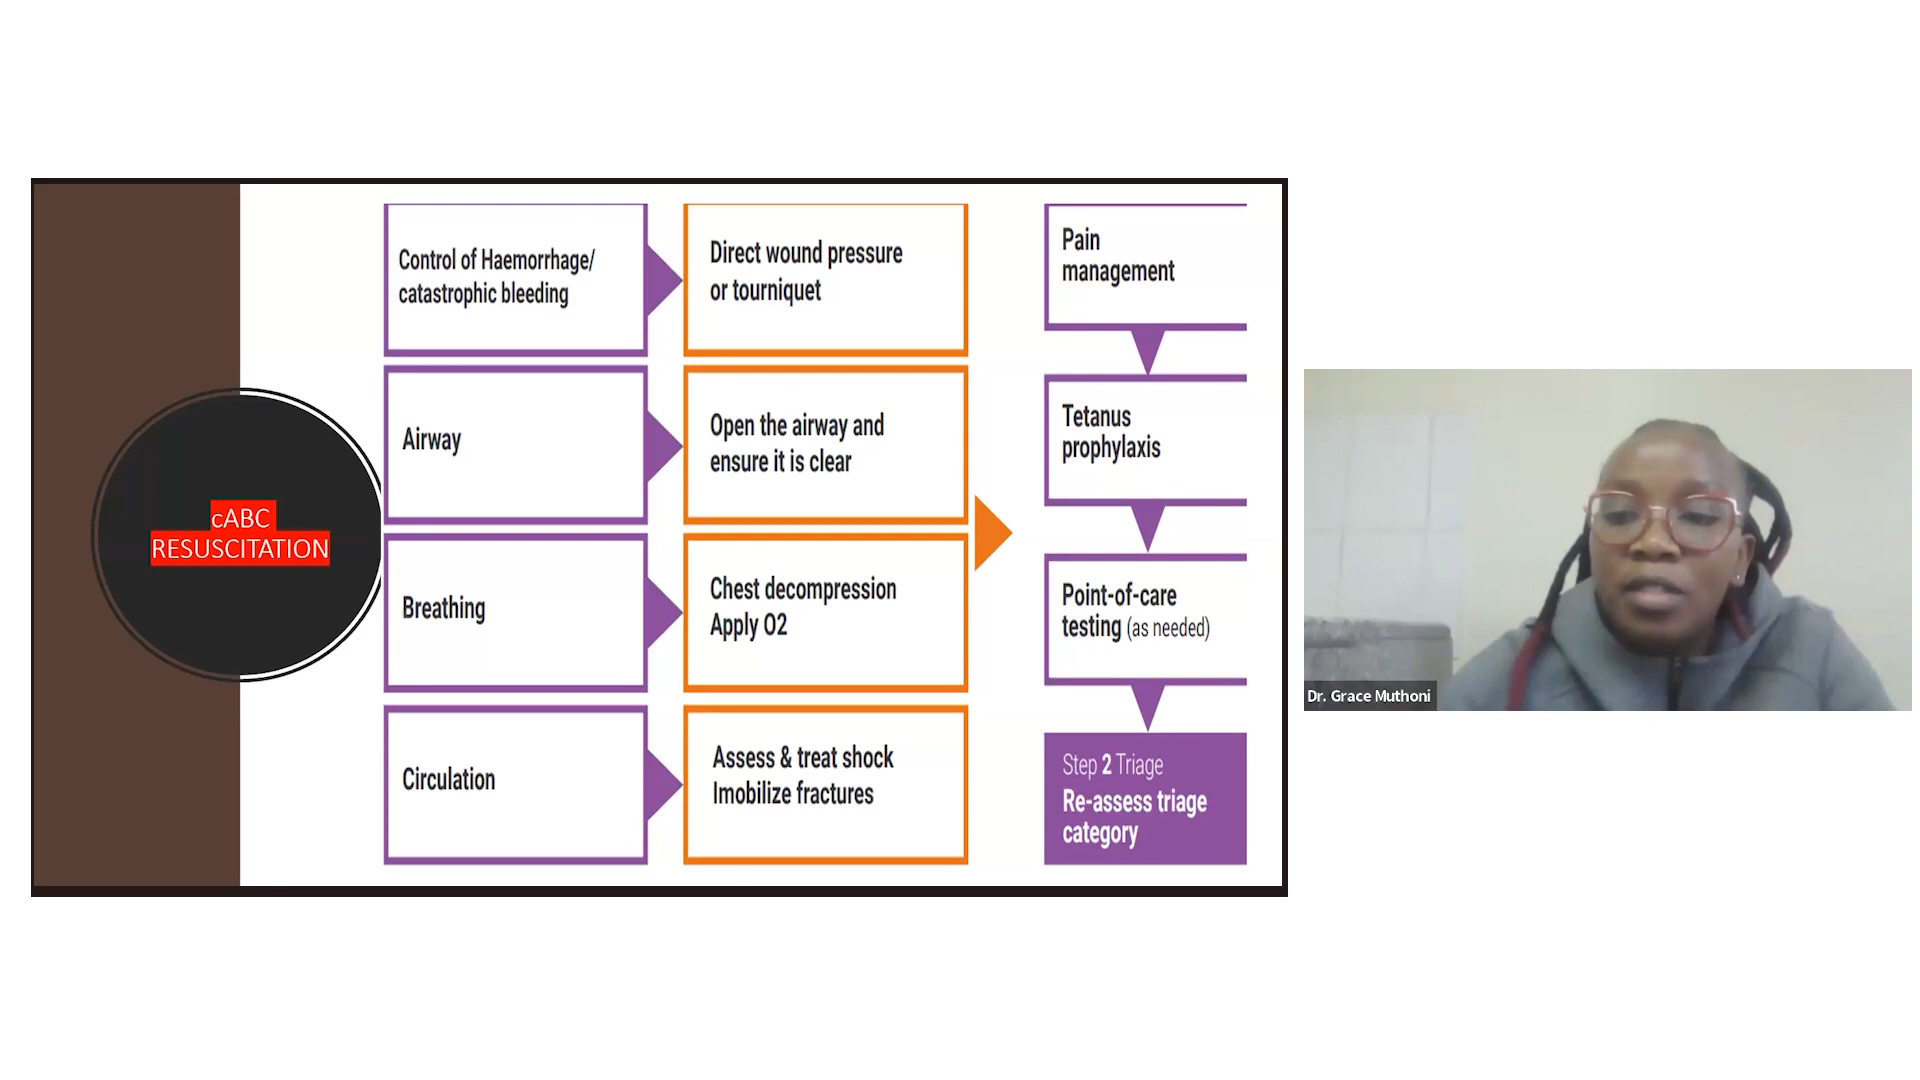 cABC
RESUSCITATION
Control of Haemorrhage/
catastrophic bleeding
Direct wound pressure
or tourniquet
Airway
Open the airway and
ensure it is clear
Breathing
Chest decompression
Apply O2
Circulation
Assess & treat shock
Imobilize fractures
Pain
management
Tetanus
prophylaxis
Point-of-care
testing (as needed)
Step 2 Triage
Re-assess triage
category
Dr. Grace Muthoni